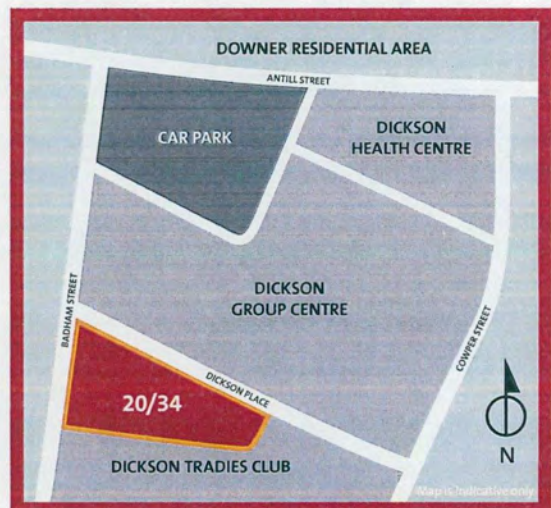 DOWNER RESIDENTIAL AREA
ANTILL STREET
CAR PARK
DICKSON
HEALTH CENTRE
DICKSON
GROUP CENTRE
BADHAM STREET
COWPER STREET
DICKSON PLACE
20/34
N
DICKSON TRADIES CLUB
Map is indicative only